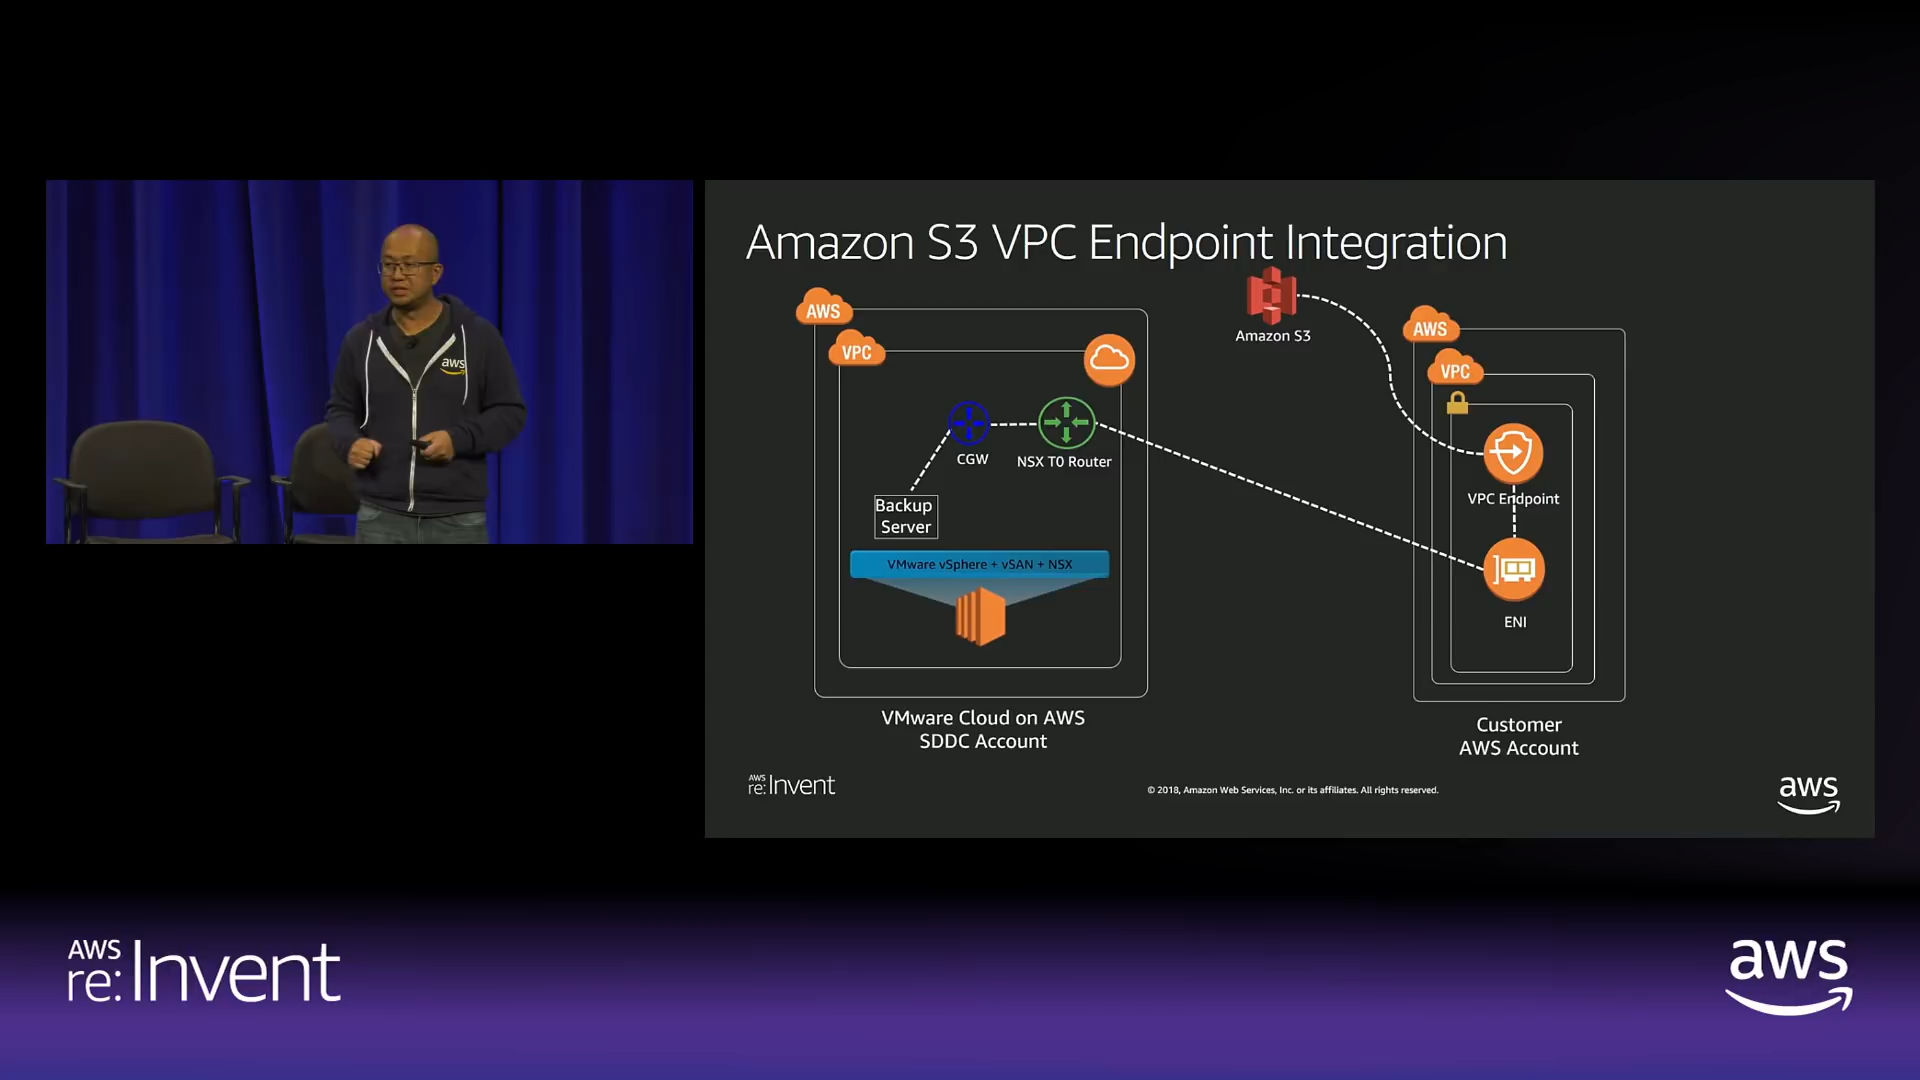 aws
Amazon S3 VPC Endpoint Integration
AWS
VPC
CGW
NSX T0 Router
Backup
Server
VMware vSphere + vSAN + NSX
VMware Cloud on AWS
SDDC Account
Amazon S3
AWS
VPC
VPC Endpoint
ENI
Customer
AWS Account
AWS
re:Invent
© 2018, Amazon Web Services, Inc. or its affiliates. All rights reserved.
aws
AWS
re:Invent
aws